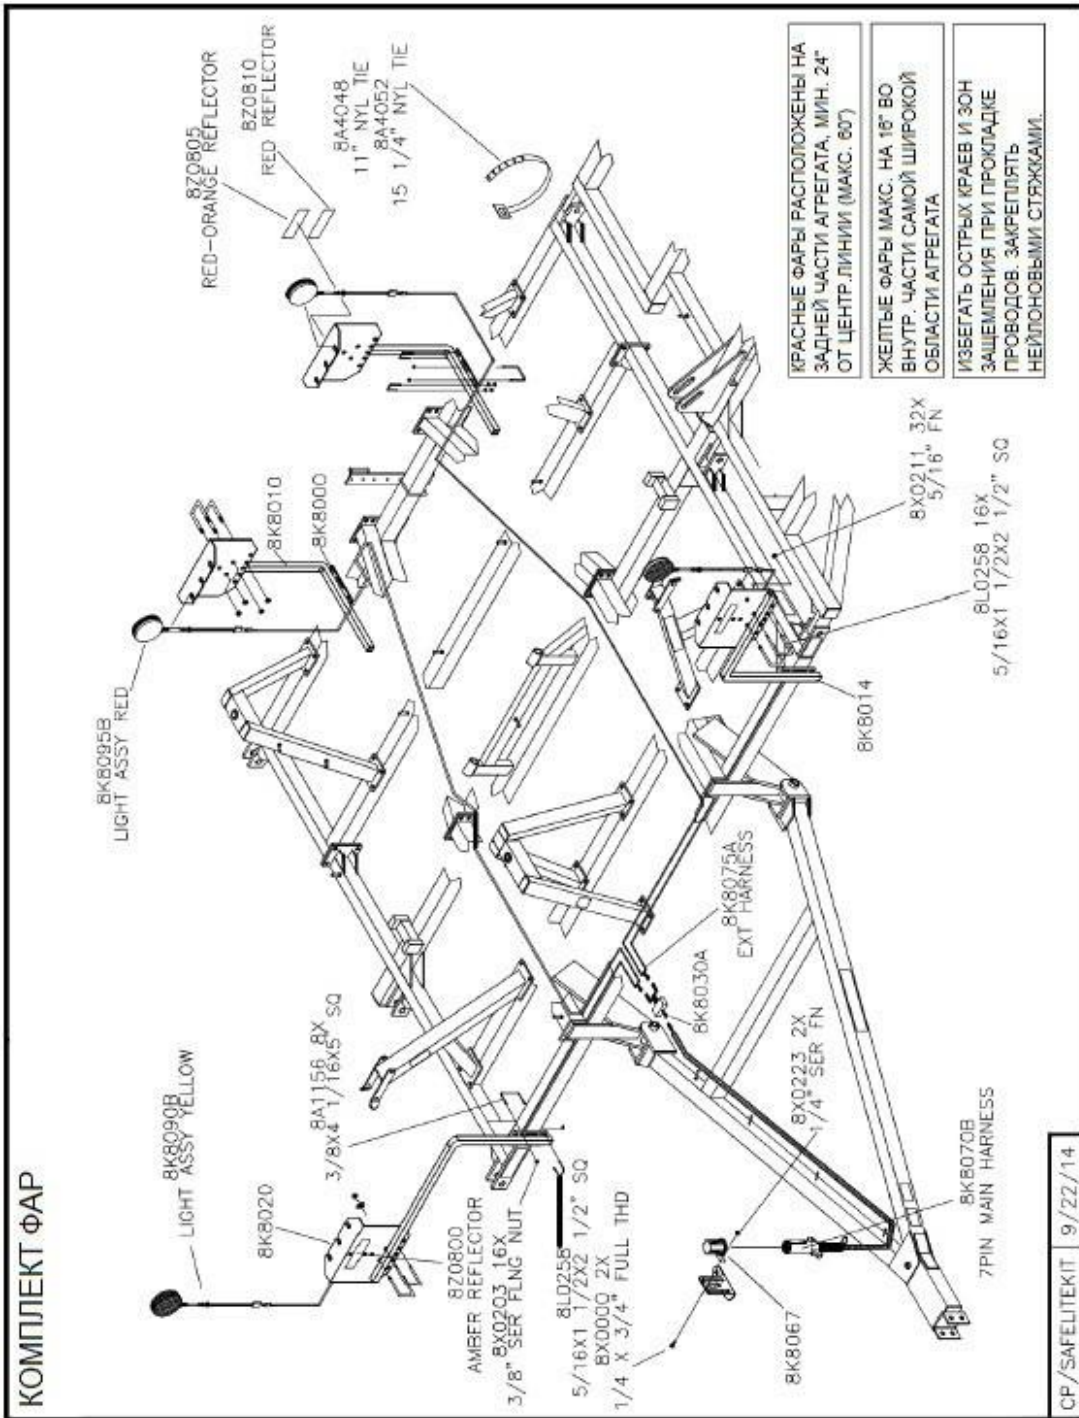 КОМПЛЕКТ ФАР
8K8090B
LIGHT ASSY YELLOW
8K8020
8A1156 8X
3/8X4 1/16X5" SQ
8Z0800
AMBER REFLECTOR
8X0203 16X
3/8" SER FLNG NUT
8L0258
5/16X1 1/2X2 1/2" SQ
8X0000 2X
1/4 X 3/4" FULL THD
8K8067
8K8095B
LIGHT ASSY RED
8K8010
8K8000
8Z0805
RED-ORANGE REFLECTOR
8Z0810
RED REFLECTOR
8A4048
11" NYL TIE
8A4052
15 1/4" NYL TIE
8K8075A
EXT HARNESS
8K8030A
8X0223 2X
1/4" SER FN
8K8070B
7PIN MAIN HARNESS
8K8014
8X0211 32X
5/16" FN
8L0258 16X
5/16X1 1/2X2 1/2" SQ
КРАСНЫЕ ФАРЫ РАСПОЛОЖЕНЫ НА
ЗАДНЕЙ ЧАСТИ АГРЕГАТА, МИН. 24"
ОТ ЦЕНТР.ЛИНИИ (МАКС. 60")
ЖЕЛТЫЕ ФАРЫ МАКС. НА 16" ВО
ВНУТР. ЧАСТИ САМОЙ ШИРОКОЙ
ОБЛАСТИ АГРЕГАТА
ИЗБЕГАТЬ ОСТРЫХ КРАЕВ И ЗОН
ЗАЩЕМЛЕНИЯ ПРИ ПРОКЛАДКЕ
ПРОВОДОВ. ЗАКРЕПЛЯТЬ
НЕЙЛОНОВЫМИ СТЯЖКАМИ.
CP/SAFELITEKIT 9/22/14